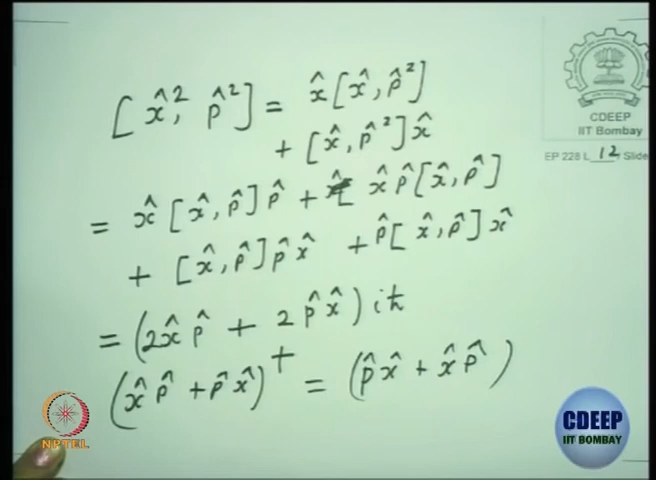 [x̂², p̂²] = x̂[x̂, p̂²]
+ [x̂, p̂²]x̂
= x̂[x̂, p̂]p̂ + x̂p̂[x̂, p̂]
+ [x̂, p̂]p̂x̂ + p̂[x̂, p̂]x̂
= (2x̂p̂ + 2p̂x̂)iħ
(x̂p̂ + p̂x̂)† = (p̂x̂ + x̂p̂)
CDEEP
IIT Bombay
EP 228 L 12 Slide
NPTEL
CDEEP
IIT BOMBAY